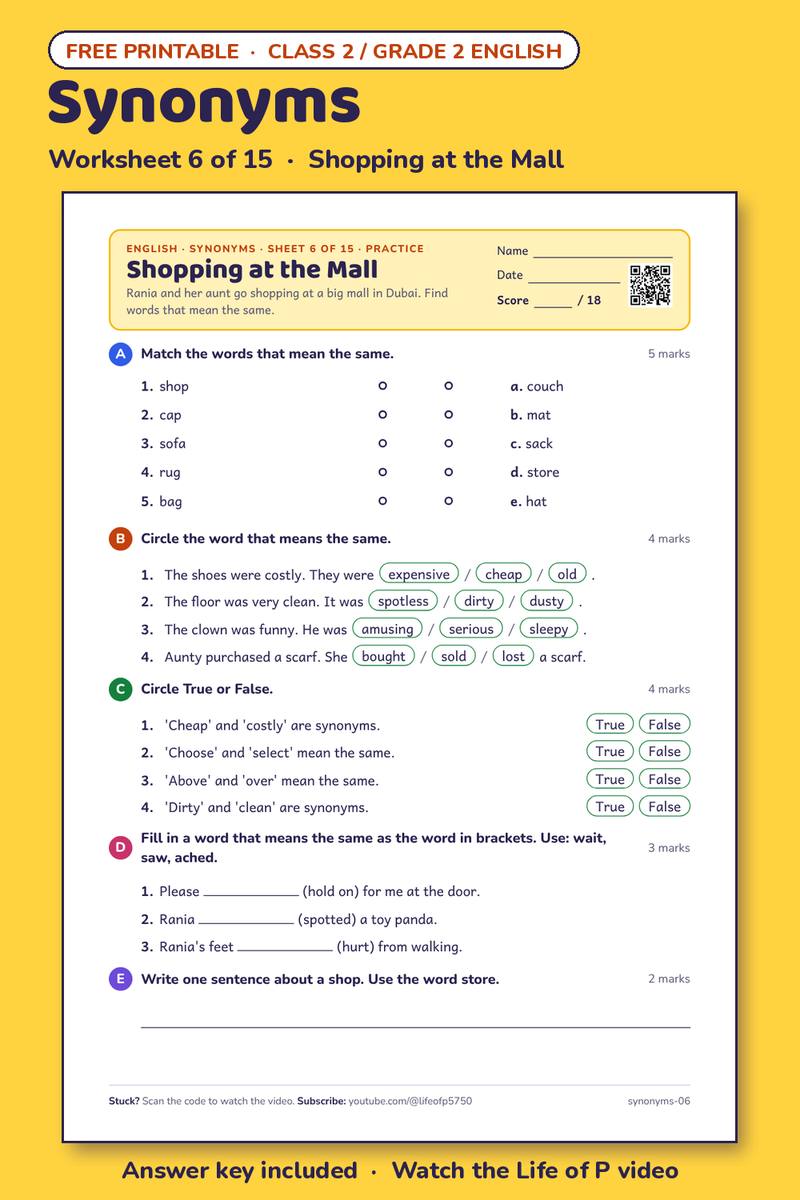 FREE PRINTABLE · CLASS 2 / GRADE 2 ENGLISH
Synonyms
Worksheet 6 of 15 · Shopping at the Mall
ENGLISH · SYNONYMS · SHEET 6 OF 15 · PRACTICE
Shopping at the Mall
Rania and her aunt go shopping at a big mall in Dubai. Find
words that mean the same.
Name
Date
Score / 18
A Match the words that mean the same. 5 marks
1. shop a. couch
2. cap b. mat
3. sofa c. sack
4. rug d. store
5. bag e. hat
B Circle the word that means the same. 4 marks
1. The shoes were costly. They were expensive / cheap / old .
2. The floor was very clean. It was spotless / dirty / dusty .
3. The clown was funny. He was amusing / serious / sleepy .
4. Aunty purchased a scarf. She bought / sold / lost a scarf.
C Circle True or False. 4 marks
1. 'Cheap' and 'costly' are synonyms. True False
2. 'Choose' and 'select' mean the same. True False
3. 'Above' and 'over' mean the same. True False
4. 'Dirty' and 'clean' are synonyms. True False
D Fill in a word that means the same as the word in brackets. Use: wait,
saw, ached. 3 marks
1. Please ____________ (hold on) for me at the door.
2. Rania ____________ (spotted) a toy panda.
3. Rania's feet ____________ (hurt) from walking.
E Write one sentence about a shop. Use the word store. 2 marks
Stuck? Scan the code to watch the video. Subscribe: youtube.com/@lifeofp5750 synonyms-06
Answer key included · Watch the Life of P video